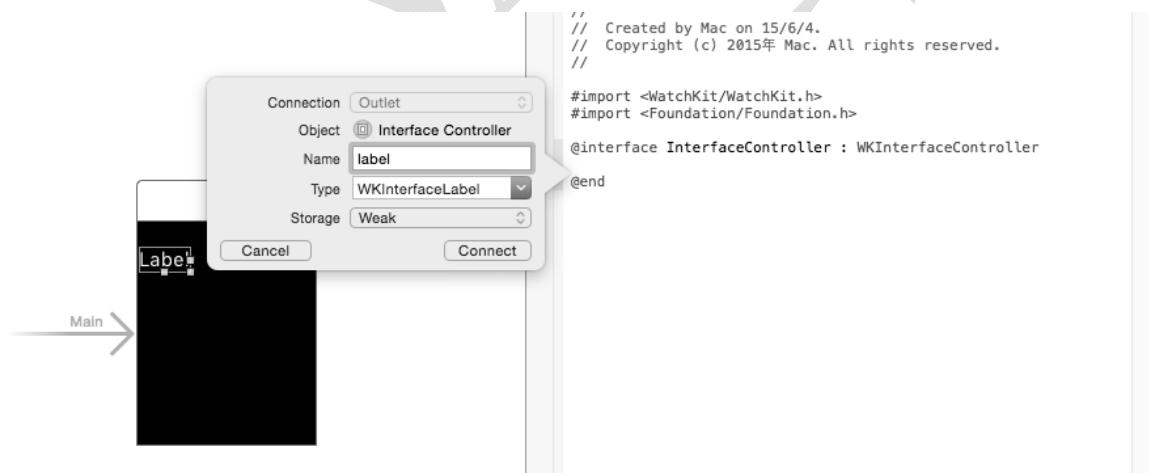 //
// Created by Mac on 15/6/4.
// Copyright (c) 2015年 Mac. All rights reserved.
//
#import <WatchKit/WatchKit.h>
#import <Foundation/Foundation.h>
@interface InterfaceController : WKInterfaceController
@end
Connection Outlet
Object Interface Controller
Name label
Type WKInterfaceLabel
Storage Weak
Cancel Connect
Label
Main